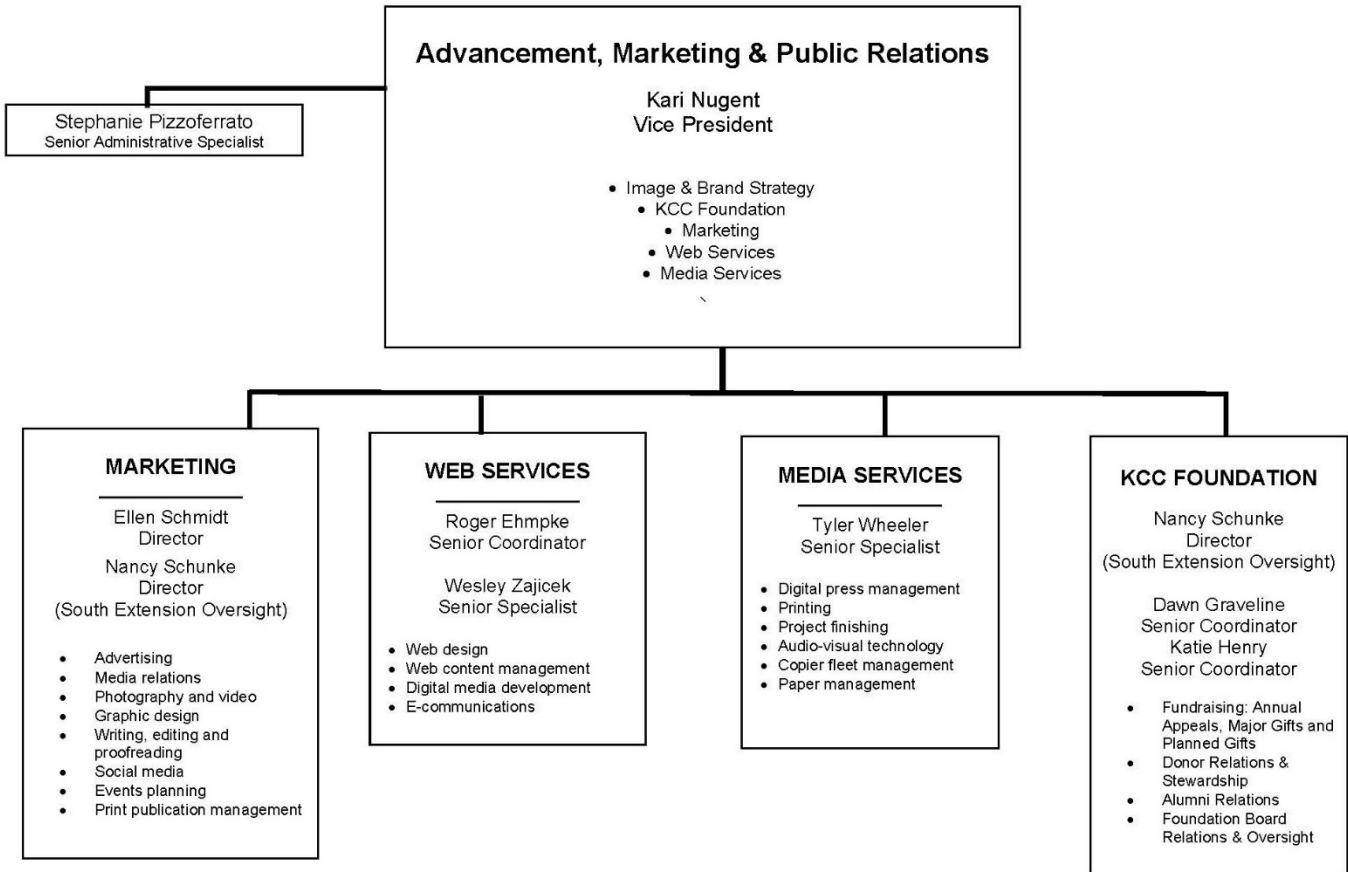 Advancement, Marketing & Public Relations
Kari Nugent
Vice President
• Image & Brand Strategy
• KCC Foundation
• Marketing
• Web Services
• Media Services
Stephanie Pizzoferrato
Senior Administrative Specialist
MARKETING
Ellen Schmidt
Director
Nancy Schunke
Director
(South Extension Oversight)
• Advertising
• Media relations
• Photography and video
• Graphic design
• Writing, editing and
proofreading
• Social media
• Events planning
• Print publication management
WEB SERVICES
Roger Ehmpke
Senior Coordinator
Wesley Zajicek
Senior Specialist
• Web design
• Web content management
• Digital media development
• E-communications
MEDIA SERVICES
Tyler Wheeler
Senior Specialist
• Digital press management
• Printing
• Project finishing
• Audio-visual technology
• Copier fleet management
• Paper management
KCC FOUNDATION
Nancy Schunke
Director
(South Extension Oversight)
Dawn Graveline
Senior Coordinator
Katie Henry
Senior Coordinator
• Fundraising: Annual
Appeals, Major Gifts and
Planned Gifts
• Donor Relations &
Stewardship
• Alumni Relations
• Foundation Board
Relations & Oversight